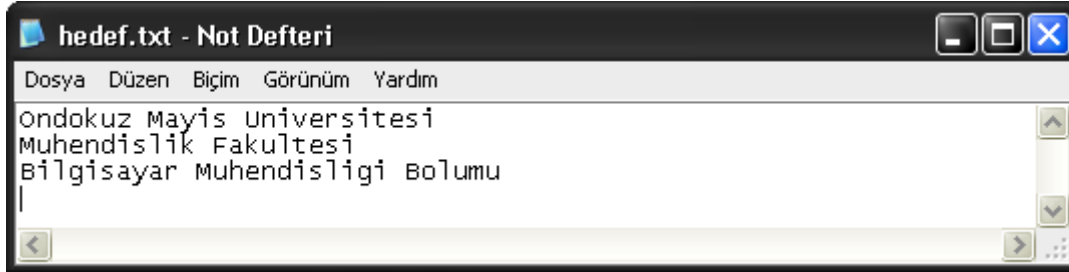 hedef.txt - Not Defteri
Dosya Düzen Biçim Görünüm Yardım
Ondokuz Mayis Universitesi
Muhendislik Fakultesi
Bilgisayar Muhendisligi Bolumu